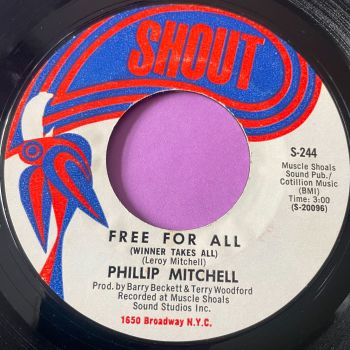 SHOUT
S-244
Muscle Shoals
Sound Pub./
Cotillion Music
(BMI)
Time: 3:00
(S-20096)
FREE FOR ALL
(WINNER TAKES ALL)
(Leroy Mitchell)
PHILLIP MITCHELL
Prod. by Barry Beckett & Terry Woodford
Recorded at Muscle Shoals
Sound Studios Inc.
1650 Broadway N.Y.C.